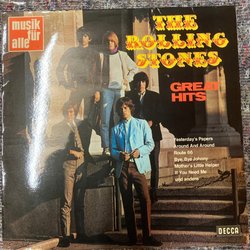 musik
für
alle
THE
ROLLING
STONES
GREAT
HITS
Yesterday's Papers
Around And Around
Route 66
Bye, Bye Johnny
Mother's Little Helper
If You Need Me
und andere
DECCA